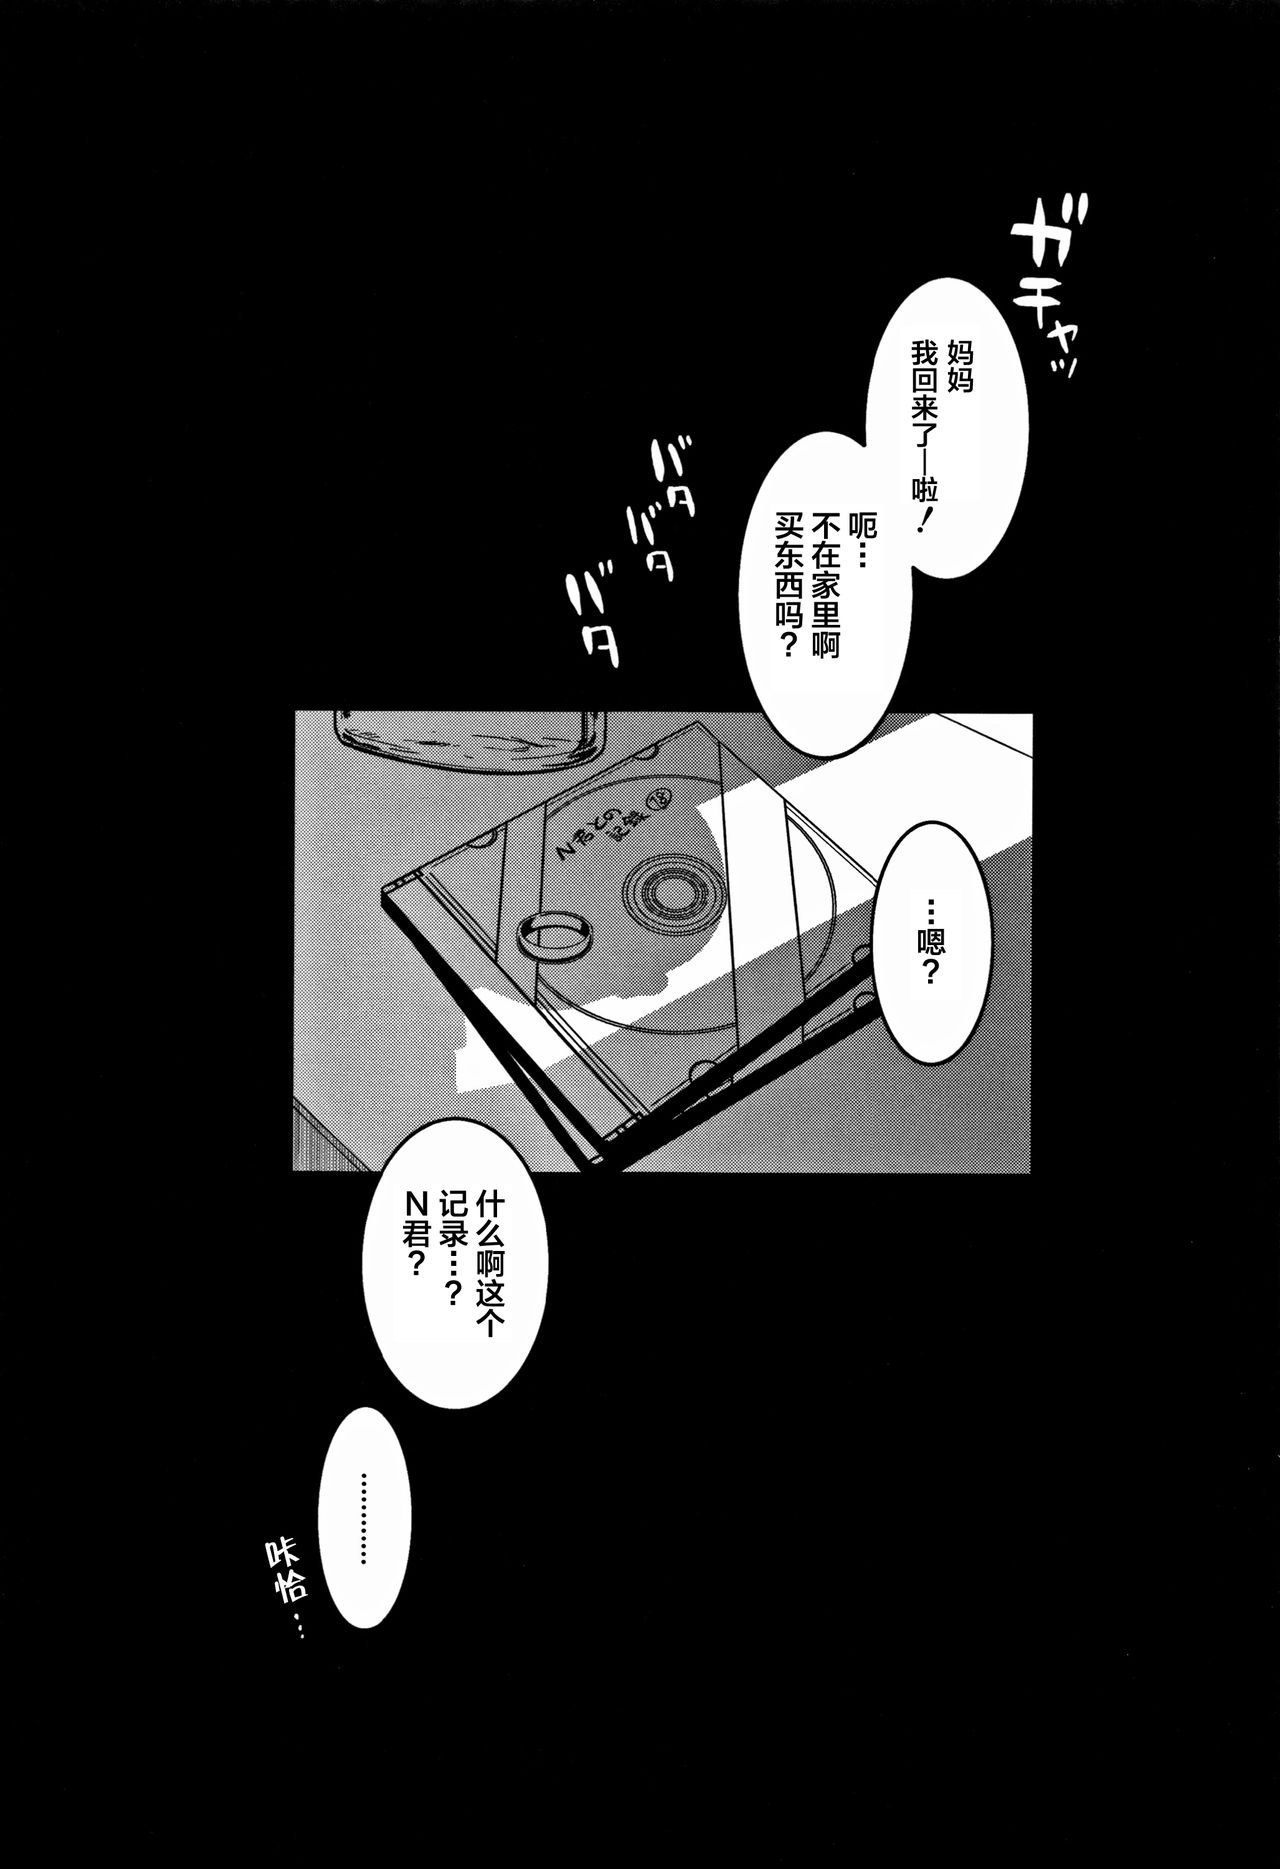 ガチャッ
妈妈
我回来了—啦！
呃…
不在家里啊
买东西吗？
バタ
バタ
バタ
N君との
記録 18
…嗯？
什么啊这个
记录…？
N君？
…………
咔恰…